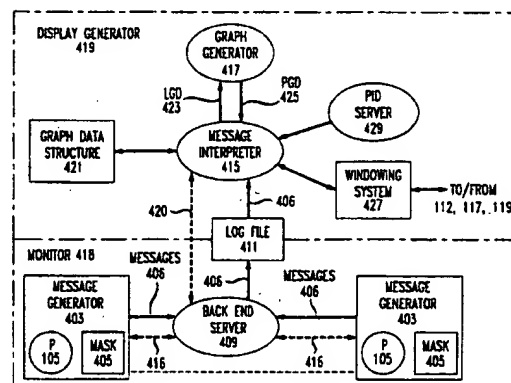 DISPLAY GENERATOR
419
GRAPH
GENERATOR
417
LGD
423
PGD
425
PID
SERVER
429
GRAPH DATA
STRUCTURE
421
MESSAGE
INTERPRETER
415
WINDOWING
SYSTEM
427
TO/FROM
112, 117, 119
420
406
LOG FILE
411
MONITOR 418
MESSAGES
406
406
MESSAGES
406
MESSAGE
GENERATOR
403
P
105
MASK
405
BACK END
SERVER
409
416
416
MESSAGE
GENERATOR
403
P
105
MASK
405